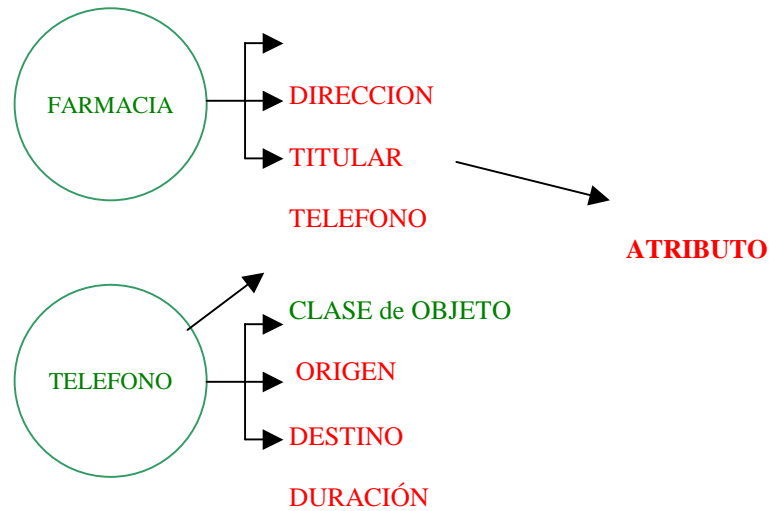 FARMACIA
DIRECCION
TITULAR
TELEFONO
ATRIBUTO
CLASE de OBJETO
TELEFONO
ORIGEN
DESTINO
DURACIÓN